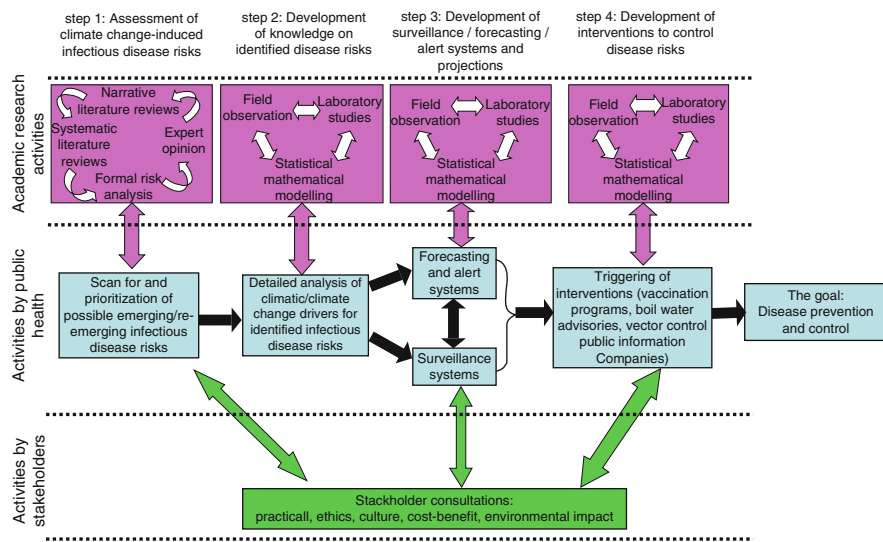 step 1: Assessment of
climate change-induced
infectious disease risks
step 2: Development
of knowledge on
identified disease risks
step 3: Development of
surveillance / forecasting /
alert systems and
projections
step 4: Development of
interventions to control
disease risks
Academic research
activities
Narrative
literature reviews
Systematic
literature
reviews
Expert
opinion
Formal risk
analysis
Field
observation
Laboratory
studies
Statistical
mathematical
modelling
Field
observation
Laboratory
studies
Statistical
mathematical
modelling
Field
observation
Laboratory
studies
Statistical
mathematical
modelling
Activities by public
health
Scan for and
prioritization of
possible emerging/re-
emerging infectious
disease risks
Detailed analysis of
climatic/climate
change drivers for
identified infectious
disease risks
Forecasting
and alert
systems
Surveillance
systems
Triggering of
interventions (vaccination
programs, boil water
advisories, vector control
public information
Companies)
The goal:
Disease prevention
and control
Activities by
stakeholders
Stackholder consultations:
practicall, ethics, culture, cost-benefit, environmental impact